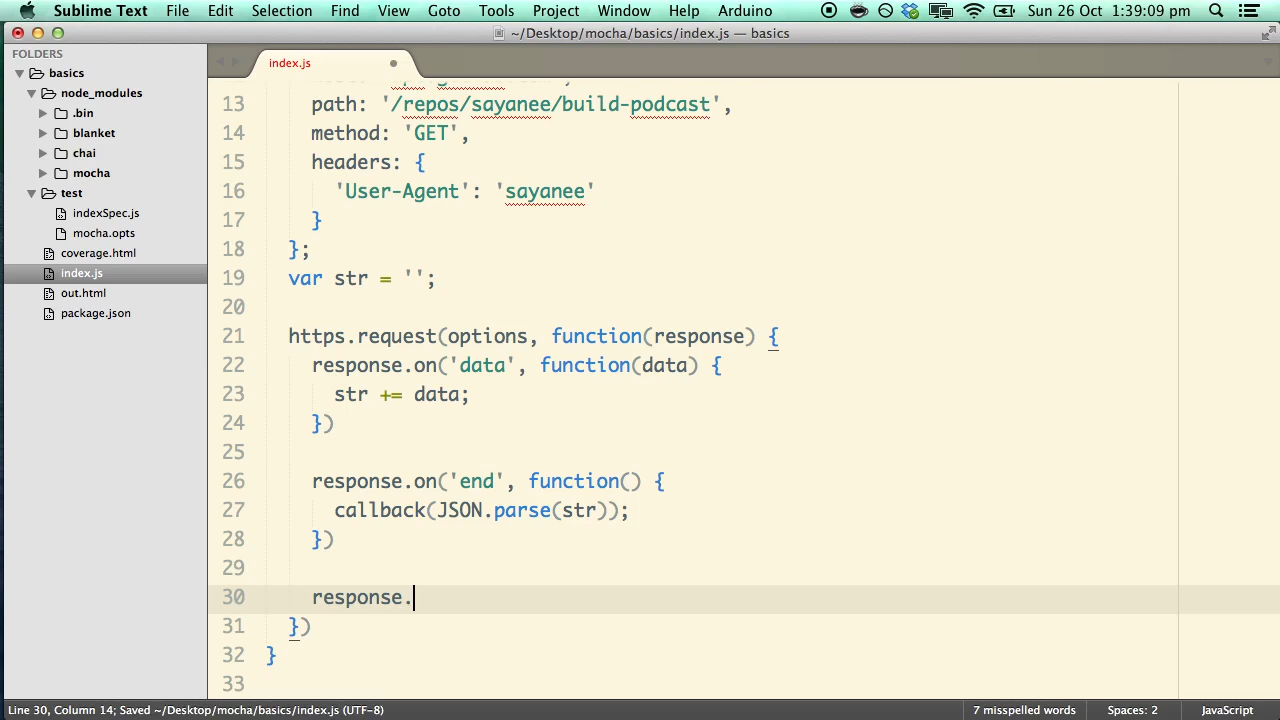 Sublime Text File Edit Selection Find View Goto Tools Project Window Help Arduino Sun 26 Oct 1:39:09 pm
~/Desktop/mocha/basics/index.js — basics
FOLDERS
basics
node_modules
.bin
blanket
chai
mocha
test
indexSpec.js
mocha.opts
coverage.html
index.js
out.html
package.json
index.js
13 path: '/repos/sayanee/build-podcast',
14 method: 'GET',
15 headers: {
16 'User-Agent': 'sayanee'
17 }
18 };
19 var str = '';
20
21 https.request(options, function(response) {
22 response.on('data', function(data) {
23 str += data;
24 })
25
26 response.on('end', function() {
27 callback(JSON.parse(str));
28 })
29
30 response.
31 })
32 }
33
Line 30, Column 14; Saved ~/Desktop/mocha/basics/index.js (UTF-8) 7 misspelled words Spaces: 2 JavaScript